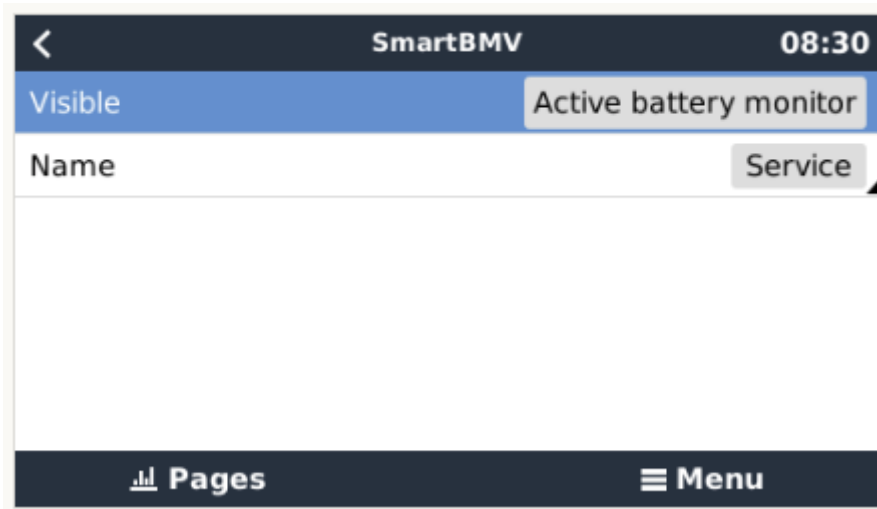 SmartBMV 08:30
Visible Active battery monitor
Name Service
Pages Menu